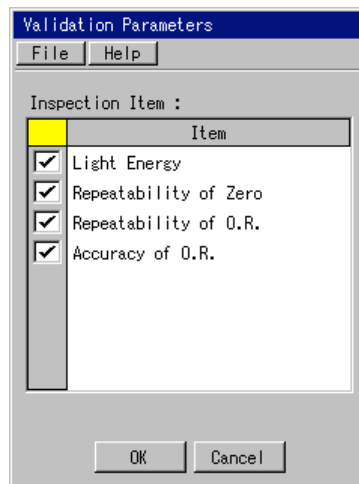 Validation Parameters
File Help
Inspection Item :
Item
Light Energy
Repeatability of Zero
Repeatability of O.R.
Accuracy of O.R.
OK Cancel